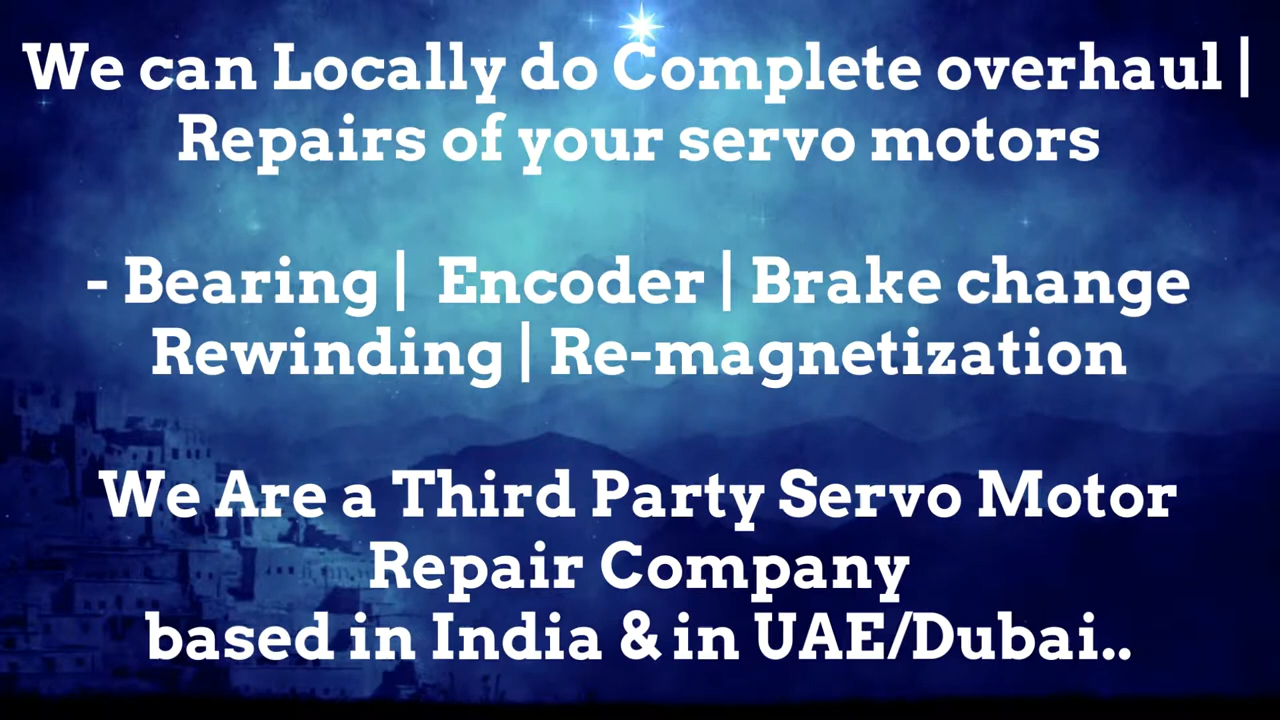 We can Locally do Complete overhaul |
Repairs of your servo motors
- Bearing | Encoder | Brake change
Rewinding | Re-magnetization
We Are a Third Party Servo Motor
Repair Company
based in India & in UAE/Dubai..